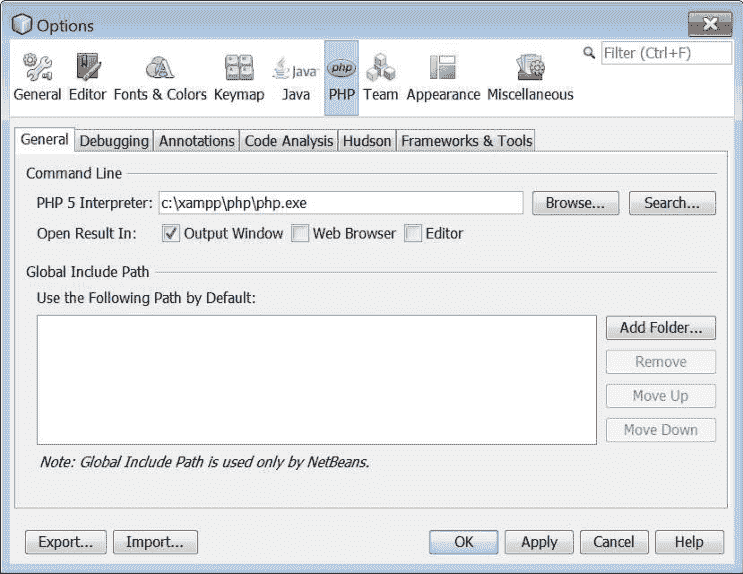 Options
Filter (Ctrl+F)
php
Java
General Editor Fonts & Colors Keymap Java PHP Team Appearance Miscellaneous
General Debugging Annotations Code Analysis Hudson Frameworks & Tools
Command Line
PHP 5 Interpreter: c:\xampp\php\php.exe Browse... Search...
Open Result In: Output Window Web Browser Editor
Global Include Path
Use the Following Path by Default:
Add Folder...
Remove
Move Up
Move Down
Note: Global Include Path is used only by NetBeans.
Export... Import... OK Apply Cancel Help